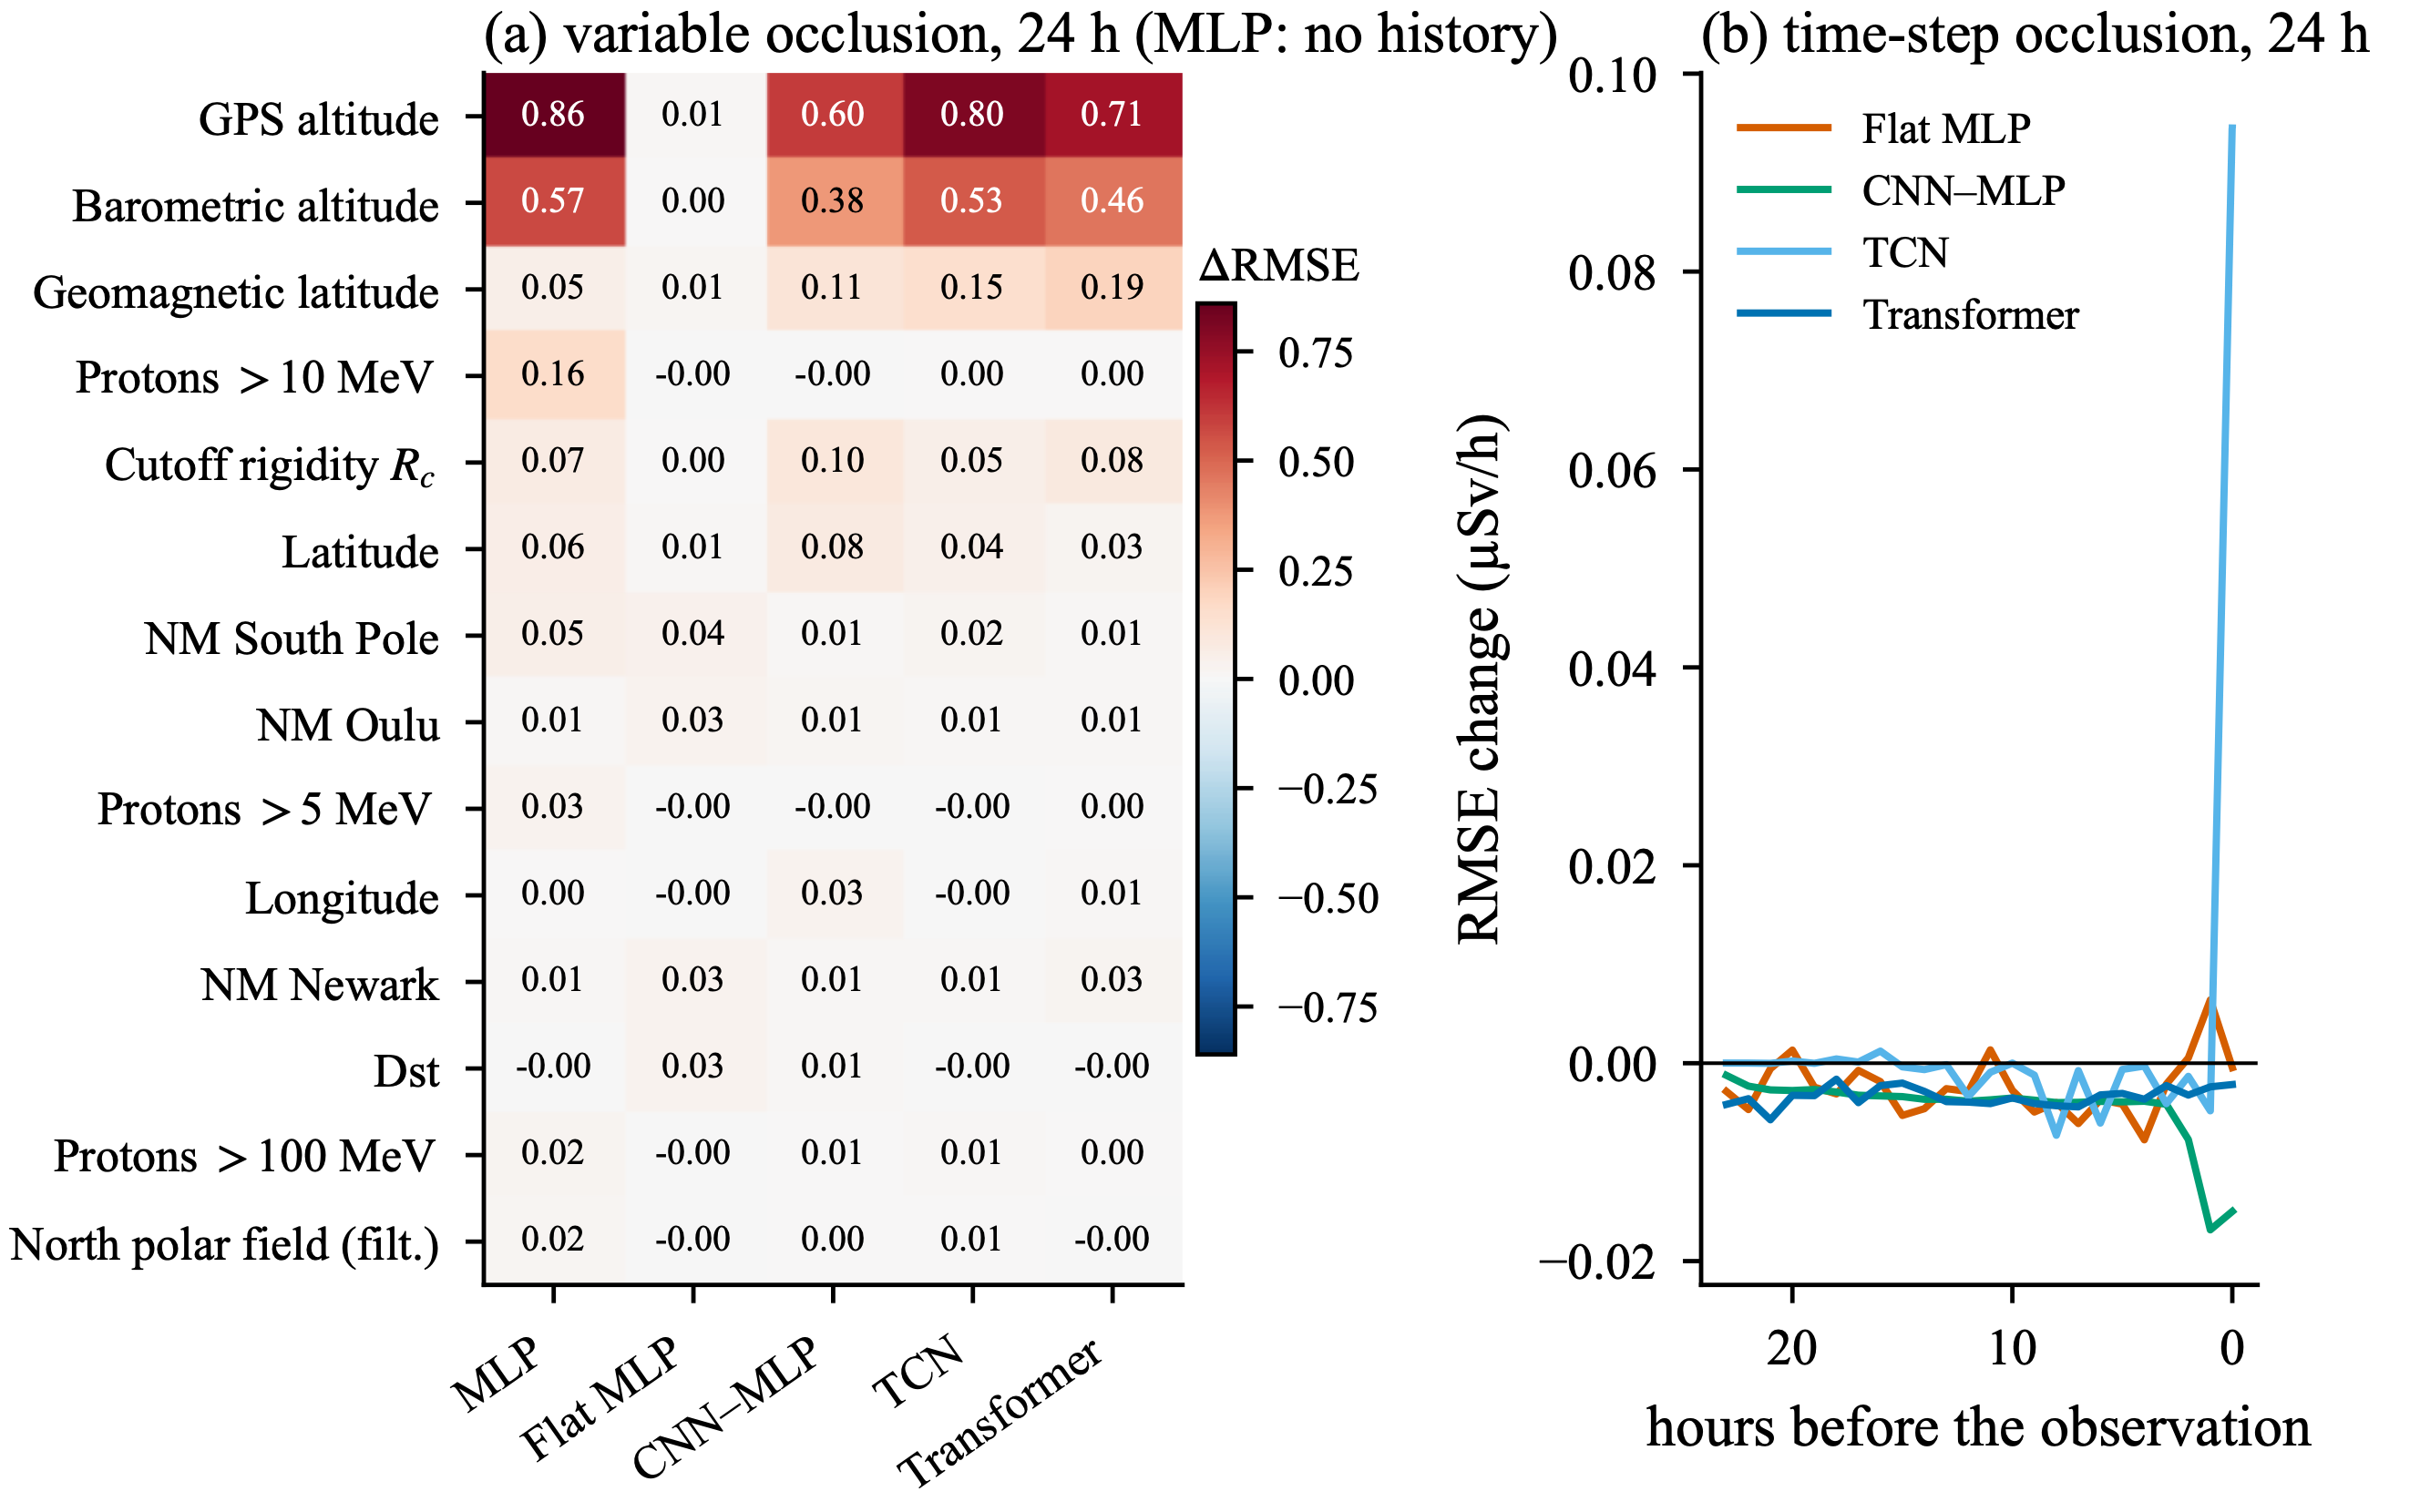 (a) variable occlusion, 24 h (MLP: no history)
GPS altitude 0.86 0.01 0.60 0.80 0.71
Barometric altitude 0.57 0.00 0.38 0.53 0.46
Geomagnetic latitude 0.05 0.01 0.11 0.15 0.19
Protons > 10 MeV 0.16 -0.00 -0.00 0.00 0.00
Cutoff rigidity Rc 0.07 0.00 0.10 0.05 0.08
Latitude 0.06 0.01 0.08 0.04 0.03
NM South Pole 0.05 0.04 0.01 0.02 0.01
NM Oulu 0.01 0.03 0.01 0.01 0.01
Protons > 5 MeV 0.03 -0.00 -0.00 -0.00 0.00
Longitude 0.00 -0.00 0.03 -0.00 0.01
NM Newark 0.01 0.03 0.01 0.01 0.03
Dst -0.00 0.03 0.01 -0.00 -0.00
Protons > 100 MeV 0.02 -0.00 0.01 0.01 0.00
North polar field (filt.) 0.02 -0.00 0.00 0.01 -0.00
MLP
Flat MLP
CNN–MLP
TCN
Transformer
ΔRMSE
0.75
0.50
0.25
0.00
−0.25
−0.50
−0.75
(b) time-step occlusion, 24 h
RMSE change (μSv/h)
0.10
0.08
0.06
0.04
0.02
0.00
−0.02
Flat MLP
CNN–MLP
TCN
Transformer
20 10 0
hours before the observation